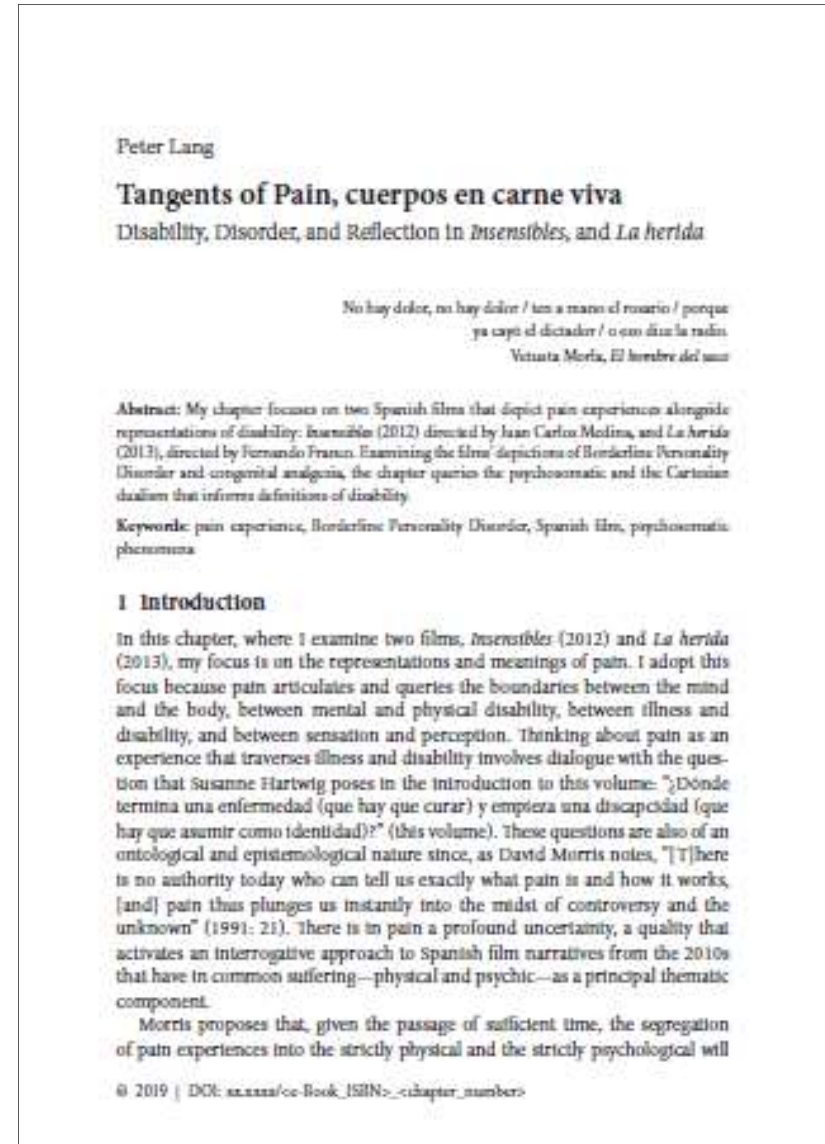 Peter Lang
Tangents of Pain, cuerpos en carne viva
Disability, Disorder, and Reflection in Insensibles, and La herida
No hay dolor, no hay dolor / ten a mano el rosario / porque
ya cayó el dictador / o eso dice la radio.
Vetusta Morla, El hombre del saco
Abstract: My chapter focuses on two Spanish films that depict pain experiences alongside
representations of disability: Insensibles (2012) directed by Juan Carlos Medina, and La herida
(2013), directed by Fernando Franco. Examining the films' depictions of Borderline Personality
Disorder and congenital analgesia, the chapter queries the psychosomatic and the Cartesian
dualism that informs definitions of disability.
Keywords: pain experience, Borderline Personality Disorder, Spanish film, psychosomatic
phenomena
1 Introduction
In this chapter, where I examine two films, Insensibles (2012) and La herida
(2013), my focus is on the representations and meanings of pain. I adopt this
focus because pain articulates and queries the boundaries between the mind
and the body, between mental and physical disability, between illness and
disability, and between sensation and perception. Thinking about pain as an
experience that traverses illness and disability involves dialogue with the ques-
tion that Susanne Hartwig poses in the introduction to this volume: "¿Dónde
termina una enfermedad (que hay que curar) y empieza una discapcidad (que
hay que asumir como identidad)?" (this volume). These questions are also of an
ontological and epistemological nature since, as David Morris notes, "[T]here
is no authority today who can tell us exactly what pain is and how it works,
[and] pain thus plunges us instantly into the midst of controversy and the
unknown" (1991: 21). There is in pain a profound uncertainty, a quality that
activates an interrogative approach to Spanish film narratives from the 2010s
that have in common suffering—physical and psychic—as a principal thematic
component.
Morris proposes that, given the passage of sufficient time, the segregation
of pain experiences into the strictly physical and the strictly psychological will
© 2019 | DOI: xx.xxxx/<e-Book_ISBN>_<chapter_number>